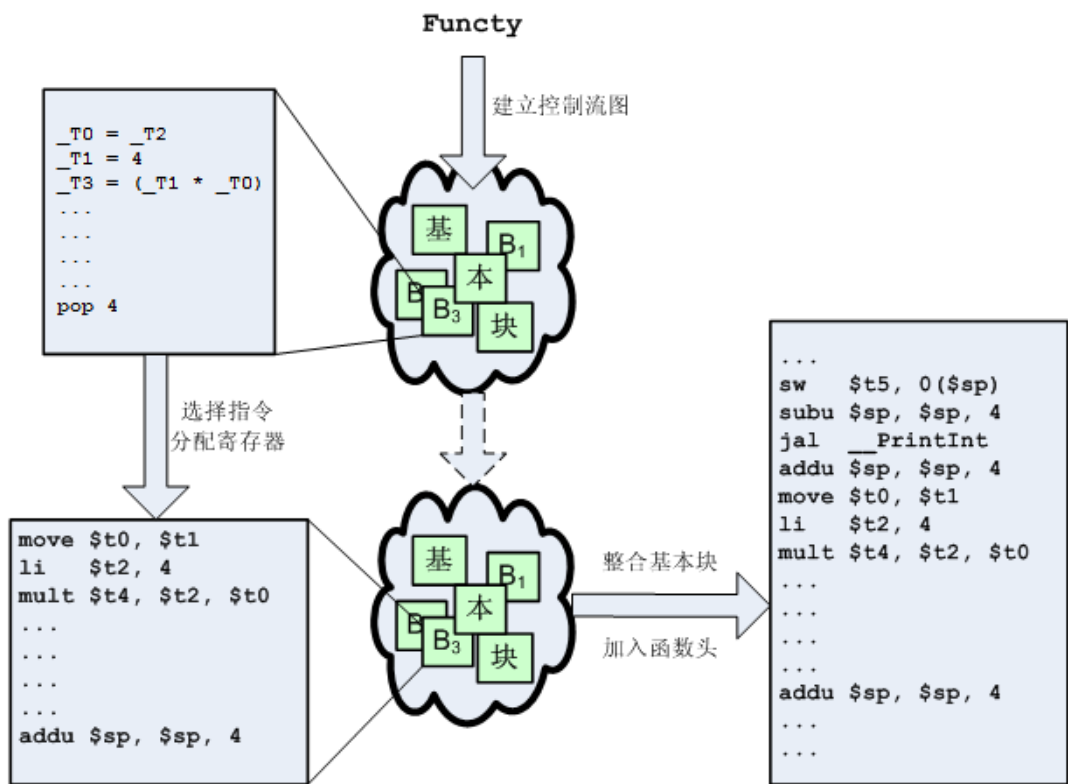 Functy
建立控制流图
_T0 = _T2
_T1 = 4
_T3 = (_T1 * _T0)
...
...
...
...
pop 4
基
B1
本
B
B3
块
选择指令
分配寄存器
move $t0, $t1
li $t2, 4
mult $t4, $t2, $t0
...
...
...
...
addu $sp, $sp, 4
基
B1
本
B
B3
块
整合基本块
加入函数头
...
sw $t5, 0($sp)
subu $sp, $sp, 4
jal __PrintInt
addu $sp, $sp, 4
move $t0, $t1
li $t2, 4
mult $t4, $t2, $t0
...
...
...
...
addu $sp, $sp, 4
...
...